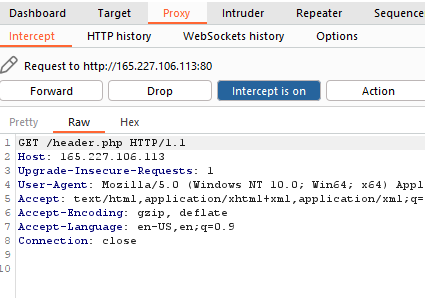 Dashboard Target Proxy Intruder Repeater Sequence
Intercept HTTP history WebSockets history Options
Request to http://165.227.106.113:80
Forward Drop Intercept is on Action
Pretty Raw Hex
1 GET /header.php HTTP/1.1
2 Host: 165.227.106.113
3 Upgrade-Insecure-Requests: 1
4 User-Agent: Mozilla/5.0 (Windows NT 10.0; Win64; x64) Appl
5 Accept: text/html,application/xhtml+xml,application/xml;q=
6 Accept-Encoding: gzip, deflate
7 Accept-Language: en-US,en;q=0.9
8 Connection: close
9
10